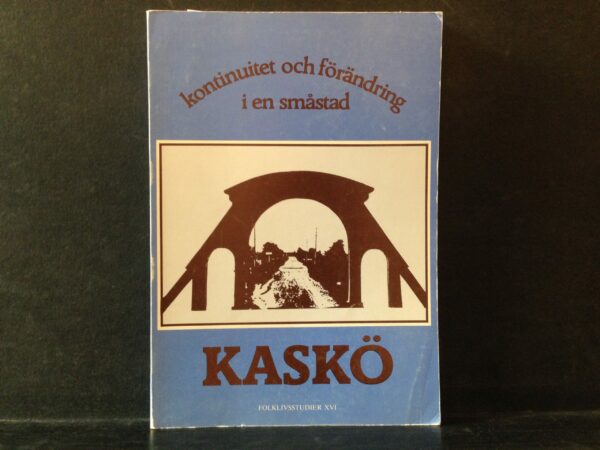 kontinuitet och förändring
i en småstad
KASKÖ
FOLKLIVSSTUDIER XVI